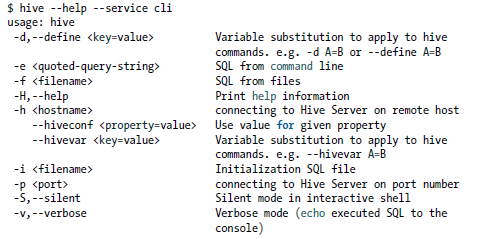 $ hive --help --service cli
usage: hive
-d,--define <key=value> Variable substitution to apply to hive
commands. e.g. -d A=B or --define A=B
-e <quoted-query-string> SQL from command line
-f <filename> SQL from files
-H,--help Print help information
-h <hostname> connecting to Hive Server on remote host
--hiveconf <property=value> Use value for given property
--hivevar <key=value> Variable substitution to apply to hive
commands. e.g. --hivevar A=B
-i <filename> Initialization SQL file
-p <port> connecting to Hive Server on port number
-S,--silent Silent mode in interactive shell
-v,--verbose Verbose mode (echo executed SQL to the
console)